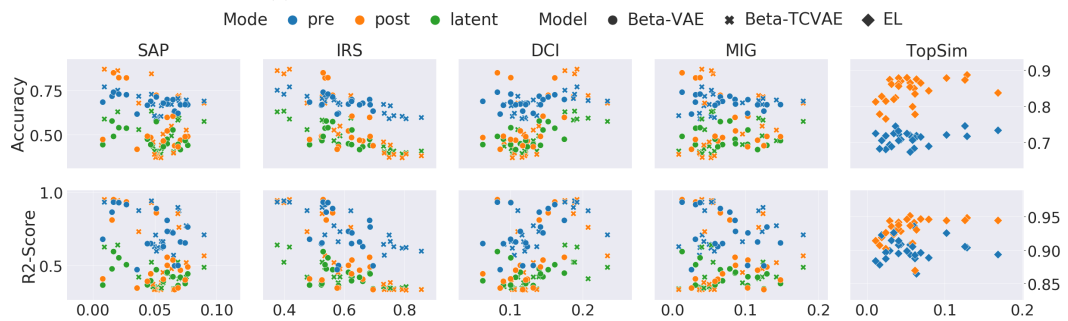 Mode pre post latent Model Beta-VAE Beta-TCVAE EL
SAP IRS DCI MIG TopSim
Accuracy
0.75
0.50
0.9
0.8
0.7
R2-Score
1.0
0.5
0.95
0.90
0.85
0.00 0.05 0.10 0.4 0.6 0.8 0.1 0.2 0.0 0.1 0.2 0.0 0.1 0.2